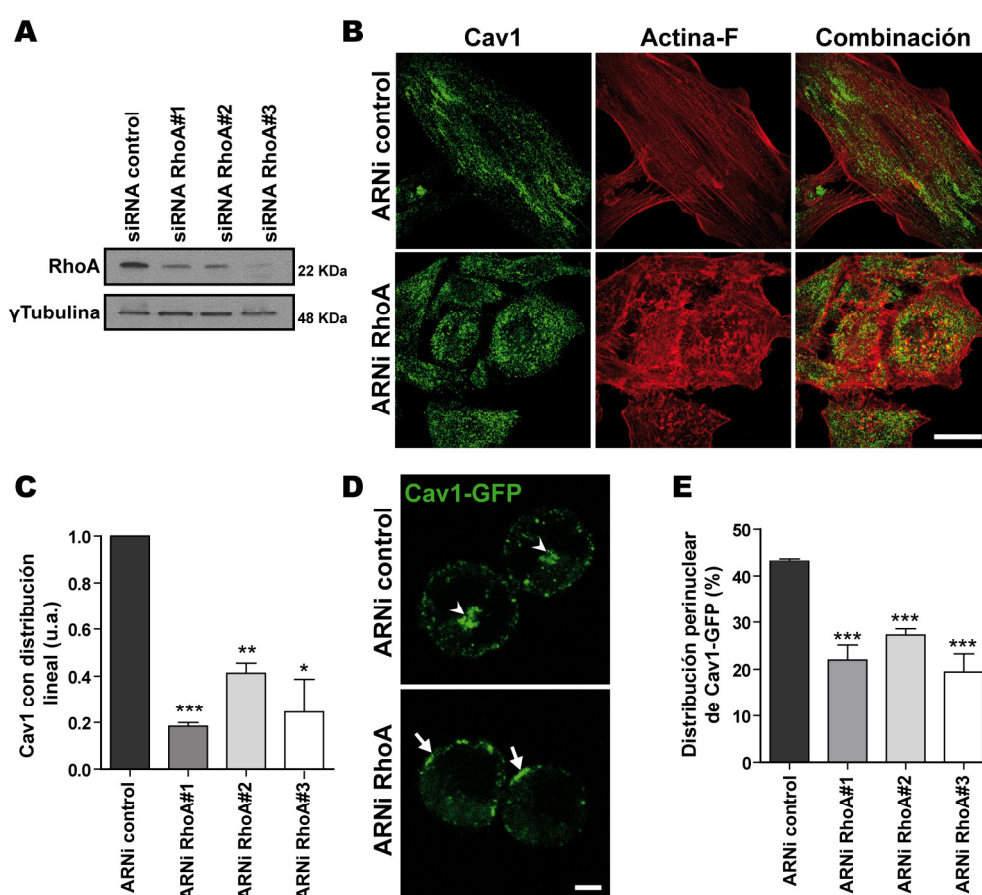 A
siRNA control
siRNA RhoA#1
siRNA RhoA#2
siRNA RhoA#3
RhoA
22 KDa
γTubulina
48 KDa
B
Cav1
Actina-F
Combinación
ARNi control
ARNi RhoA
C
Cav1 con distribución
lineal (u.a.)
1.0
0.8
0.6
0.4
0.2
0.0
***
**
*
ARNi control
ARNi RhoA#1
ARNi RhoA#2
ARNi RhoA#3
D
Cav1-GFP
ARNi control
ARNi RhoA
E
Distribución perinuclear
de Cav1-GFP (%)
50
40
30
20
10
0
***
***
***
ARNi control
ARNi RhoA#1
ARNi RhoA#2
ARNi RhoA#3